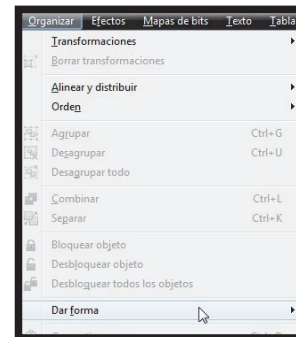 Organizar Efectos Mapas de bits Texto Tabla
Transformaciones
Borrar transformaciones
Alinear y distribuir
Orden
Agrupar Ctrl+G
Desagrupar Ctrl+U
Desagrupar todo
Combinar Ctrl+L
Separar Ctrl+K
Bloquear objeto
Desbloquear objeto
Desbloquear todos los objetos
Dar forma